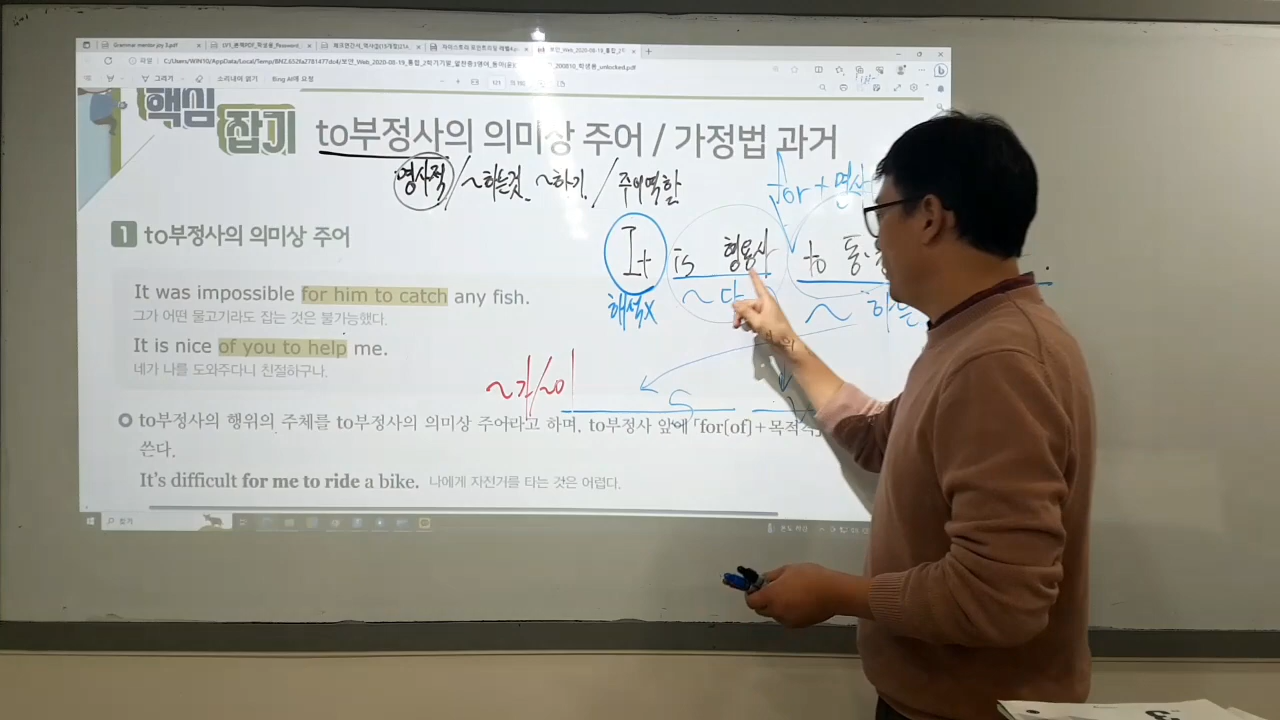 Grammar mentor joy 3.pdf
핵심
잡기
to부정사의 의미상 주어 / 가정법 과거
명사적 / ~하는것, ~하기, / 주어역할
for + 명사
1 to부정사의 의미상 주어
It is 형용사 to 동
해석X ~다 ~ 하는
It was impossible for him to catch any fish.
그가 어떤 물고기라도 잡는 것은 불가능했다.
It is nice of you to help me.
네가 나를 도와주다니 친절하구나.
~가/~이 S
to부정사의 행위의 주체를 to부정사의 의미상 주어라고 하며, to부정사 앞에 「for[of]+목적격」
쓴다.
It's difficult for me to ride a bike. 나에게 자전거를 타는 것은 어렵다.